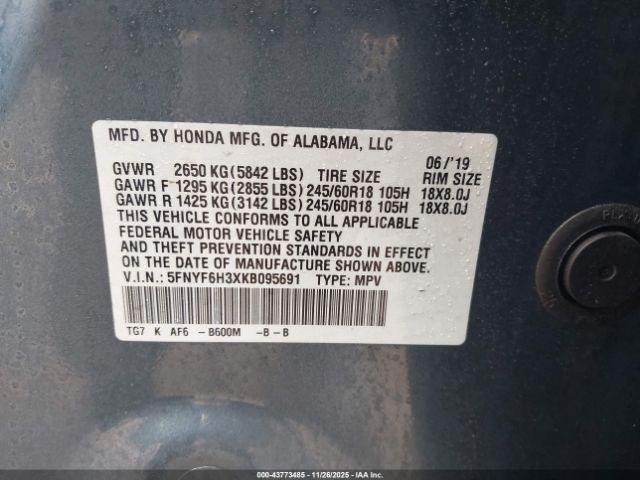 MFD. BY HONDA MFG. OF ALABAMA, LLC
06/'19
GVWR 2650 KG(5842 LBS) TIRE SIZE RIM SIZE
GAWR F 1295 KG(2855 LBS) 245/60R18 105H 18X8.0J
GAWR R 1425 KG(3142 LBS) 245/60R18 105H 18X8.0J
THIS VEHICLE CONFORMS TO ALL APPLICABLE
FEDERAL MOTOR VEHICLE SAFETY
AND THEFT PREVENTION STANDARDS IN EFFECT
ON THE DATE OF MANUFACTURE SHOWN ABOVE.
V.I.N.: 5FNYF6H3XKB095691 TYPE: MPV
TG7 K AF6 -B600M -B-B
00-43773485 - 11/26/2025 - IAA Inc.